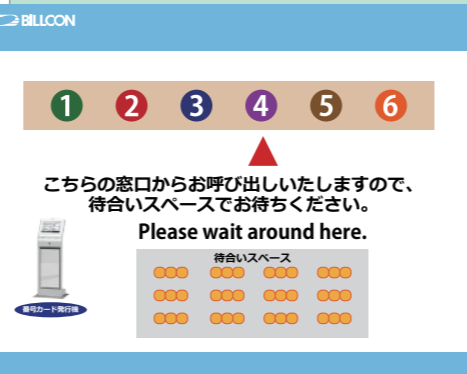 BILLCON
1 2 3 4 5 6
こちらの窓口からお呼び出しいたしますので、
待合いスペースでお待ちください。
Please wait around here.
待合いスペース
番号カード発行機